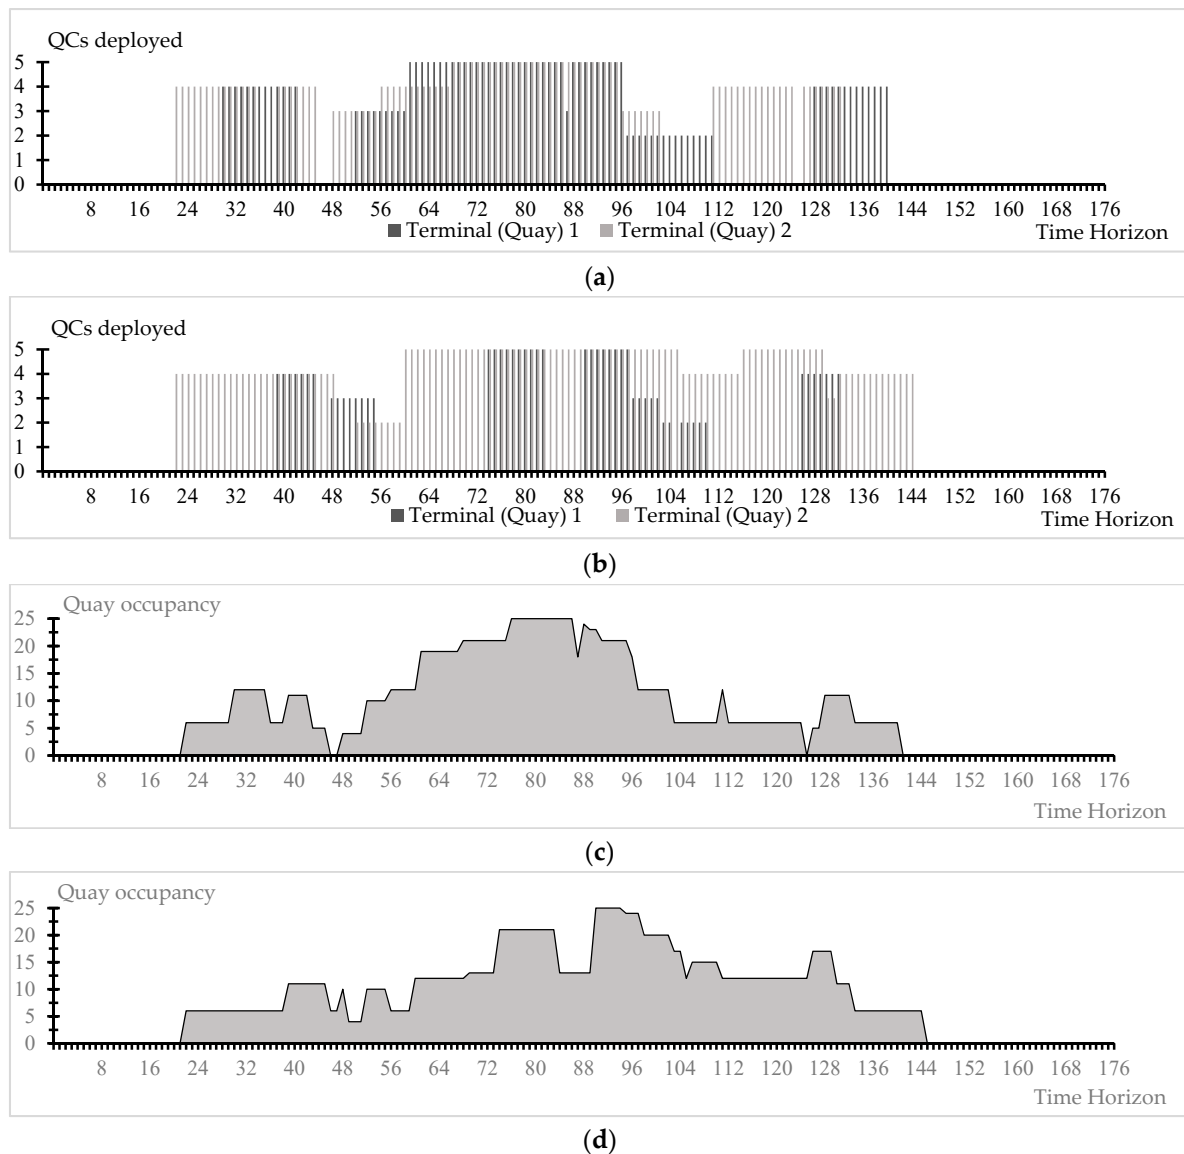 QCs deployed
5
4
3
2
1
0
8 16 24 32 40 48 56 64 72 80 88 96 104 112 120 128 136 144 152 160 168 176
Terminal (Quay) 1 Terminal (Quay) 2 Time Horizon
(a)
QCs deployed
5
4
3
2
1
0
8 16 24 32 40 48 56 64 72 80 88 96 104 112 120 128 136 144 152 160 168 176
Terminal (Quay) 1 Terminal (Quay) 2 Time Horizon
(b)
Quay occupancy
25
20
15
10
5
0
8 16 24 32 40 48 56 64 72 80 88 96 104 112 120 128 136 144 152 160 168 176
Time Horizon
(c)
Quay occupancy
25
20
15
10
5
0
8 16 24 32 40 48 56 64 72 80 88 96 104 112 120 128 136 144 152 160 168 176
Time Horizon
(d)